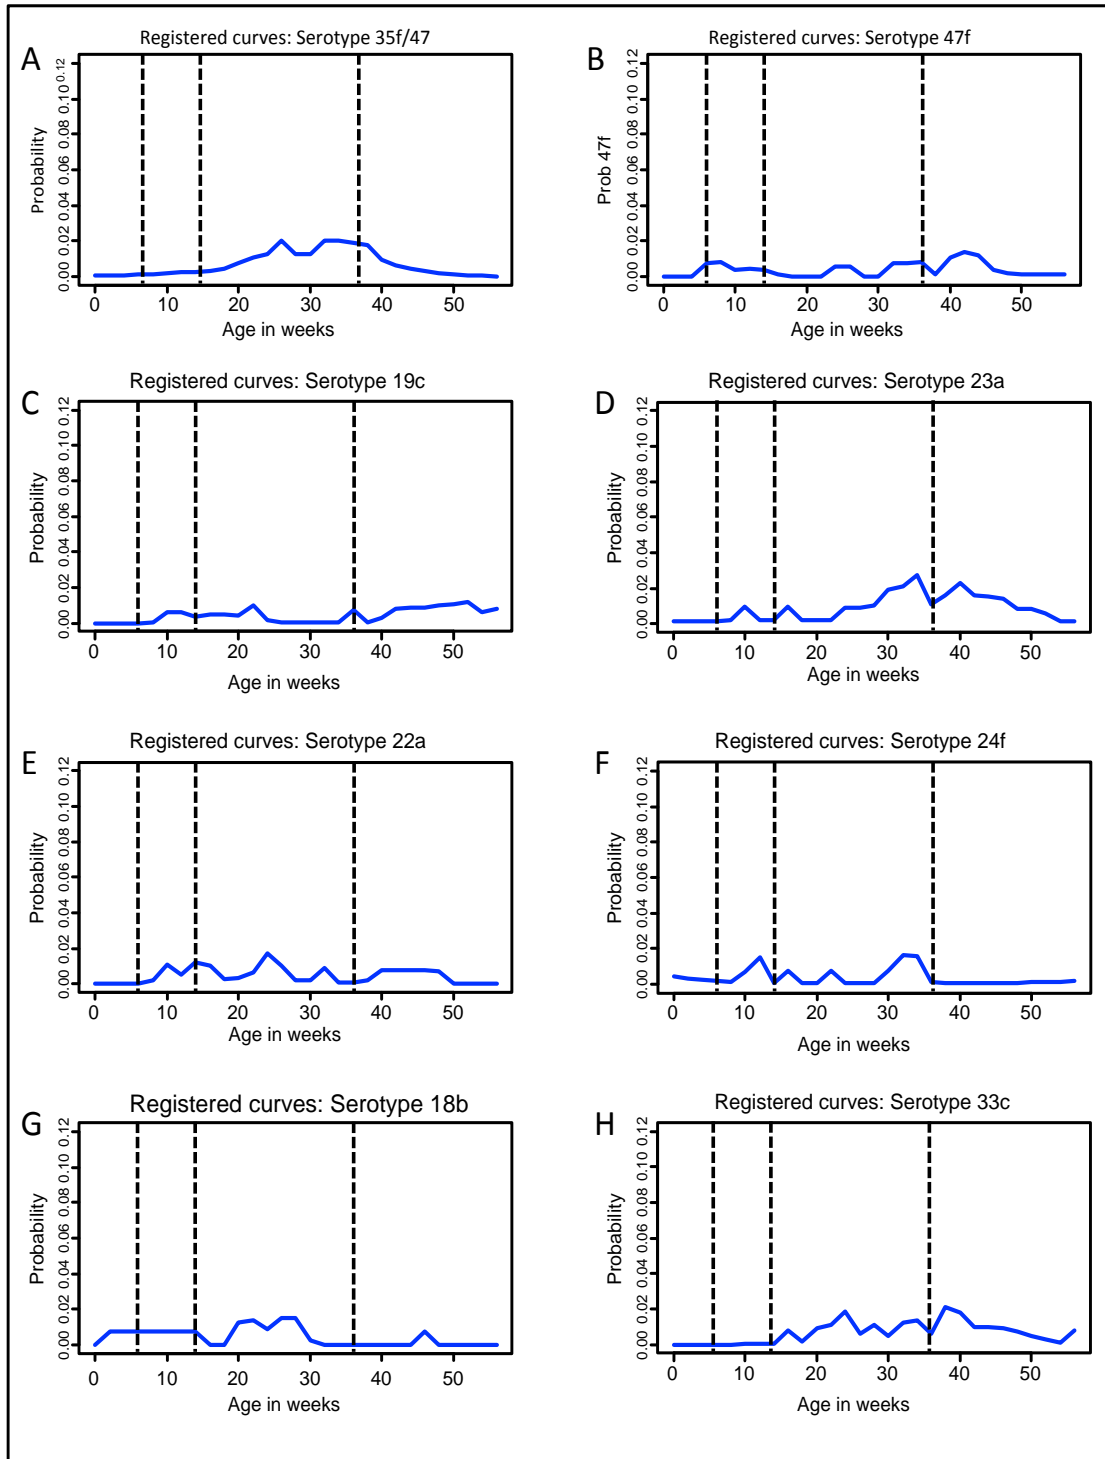 A
Registered curves: Serotype 35f/47
Probability
0.00 0.02 0.04 0.06 0.08 0.10 0.12
0 10 20 30 40 50
Age in weeks
B
Registered curves: Serotype 47f
Prob 47f
0.00 0.02 0.04 0.06 0.08 0.10 0.12
0 10 20 30 40 50
Age in weeks
C
Registered curves: Serotype 19c
Probability
0.00 0.02 0.04 0.06 0.08 0.10 0.12
0 10 20 30 40 50
Age in weeks
D
Registered curves: Serotype 23a
Probability
0.00 0.02 0.04 0.06 0.08 0.10 0.12
0 10 20 30 40 50
Age in weeks
E
Registered curves: Serotype 22a
Probability
0.00 0.02 0.04 0.06 0.08 0.10 0.12
0 10 20 30 40 50
Age in weeks
F
Registered curves: Serotype 24f
Probability
0.00 0.02 0.04 0.06 0.08 0.10 0.12
0 10 20 30 40 50
Age in weeks
G
Registered curves: Serotype 18b
Probability
0.00 0.02 0.04 0.06 0.08 0.10 0.12
0 10 20 30 40 50
Age in weeks
H
Registered curves: Serotype 33c
Probability
0.00 0.02 0.04 0.06 0.08 0.10 0.12
0 10 20 30 40 50
Age in weeks